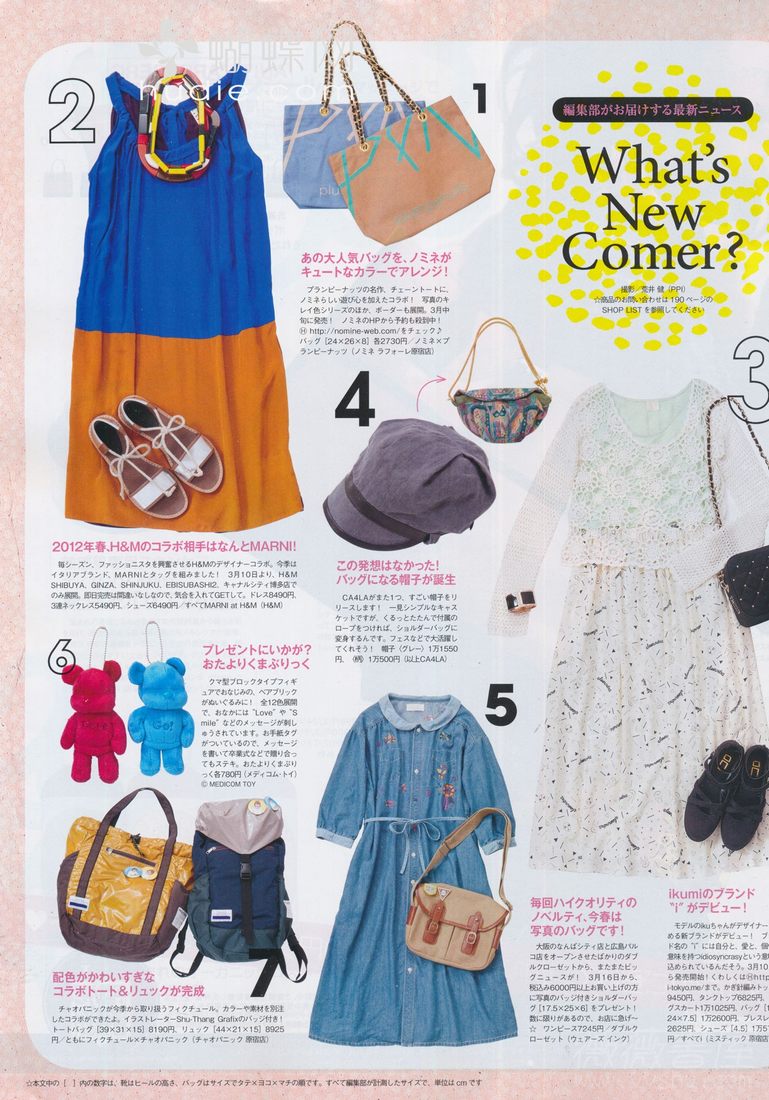 2
蝴蝶网
1
編集部がお届けする最新ニュース
What's
New
Comer?
撮影/荒井 健(PPI)
☆商品のお問い合わせは190ページの
SHOP LISTを参照してください
あの大人気バッグを、ノミネが
キュートなカラーでアレンジ!
プランピーナッツの名作、チェーントートに、
ノミネらしい遊び心を加えたコラボ! 写真のキ
レイ色シリーズのほか、ボーダーも展開。3月中
旬に発売! ノミネのHPから予約も殺到中!
Ⓗ http://nomine-web.com/をチェック♪
バッグ[24×26×8]各2730円/ノミネ×プ
ランピーナッツ(ノミネ ラフォーレ原宿店)
3
4
2012年春、H&Mのコラボ相手はなんとMARNI!
毎シーズン、ファッショニスタを興奮させるH&Mのデザイナーコラボ。今季は
イタリアブランド、MARNIとタッグを組みました! 3月10日より、H&M
SHIBUYA、GINZA、SHINJUKU、EBISUBASHI2、キャナルシティ博多店で
のみ展開。即日完売は間違いなしなので、気合を入れてGETして。ドレス8490円、
3連ネックレス5490円、シューズ6490円/すべてMARNI at H&M(H&M)
この発想はなかった!
バッグになる帽子が誕生
CA4LAがまた1つ、すごい帽子をリ
リースします! 一見シンプルなキャス
ケットですが、くるっとたたんで付属の
ロープをつければ、ショルダーバッグに
変身するんです。フェスなどで大活躍し
てくれそう! 帽子(グレー)1万1550
円、(柄)1万500円(以上CA4LA)
6
プレゼントにいかが?
おたよりくまぶりっく
クマ型ブロックタイプフィギ
ュアでおなじみの、ベアブリック
がぬいぐるみに! 全12色展開
で、おなかには"Love"や"S
mile"などのメッセージが刺し
ゅうされています。お手紙タグ
がついているので、メッセージ
を書いて卒業式などで贈り合っ
てもステキ。おたよりくまぶり
っく各780円(メディコム・トイ)
© MEDICOM TOY
5
7
配色がかわいすぎな
コラボトート&リュックが完成
チャオパニックが今季から取り扱うフィクチュール。カラーや素材を別注
したコラボができたよ。イラストレーターShu-Thang Grafixのバッジ付き!
トートバッグ[39×31×15]8190円、リュック[44×21×15]8925
円/ともにフィクチュール×チャオパニック(チャオパニック 原宿店)
毎回ハイクオリティの
ノベルティ、今春は
写真のバッグです!
大阪のなんばシティ店と広島パルコ
店をオープンさせたばかりのダブ
ルクローゼットから、またまたビッ
グニュースが! 3月16から、
税込み6000円以上お買い上げの方
に写真のバッジ付きショルダーバッ
グ[17.5×25×6]をプレゼント!
数に限りがあるので、お店に急げ〜
☆ ワンピース7245円/ダブルク
ローゼット(ウェアーズ インク)
ikumiのブランド
"i"がデビュー!
モデルのikuちゃんがデザイナー
める新ブランドがデビュー! ブ
ド名の"i"には自分と、愛と、個
意味を持つidiosyncrasyという意
込められているんだそう。3月10
ら発売開始! くわしくはⒽhttp
i-tokyo.me/まで。かぎ針編みトッ
9450円、タンクトップ6825円、
グスカート1万1025円、バッグ[1
24×7.5]1万2600円、ブレスレ
2625円、シューズ[4.5]1万5
円/すべてi(ミスティック 原宿
☆本文中の[ ]内の数字は、靴はヒールの高さ、バッグはサイズでタテ×ヨコ×マチの順です。すべて編集部が計測したサイズで、単位はcmです